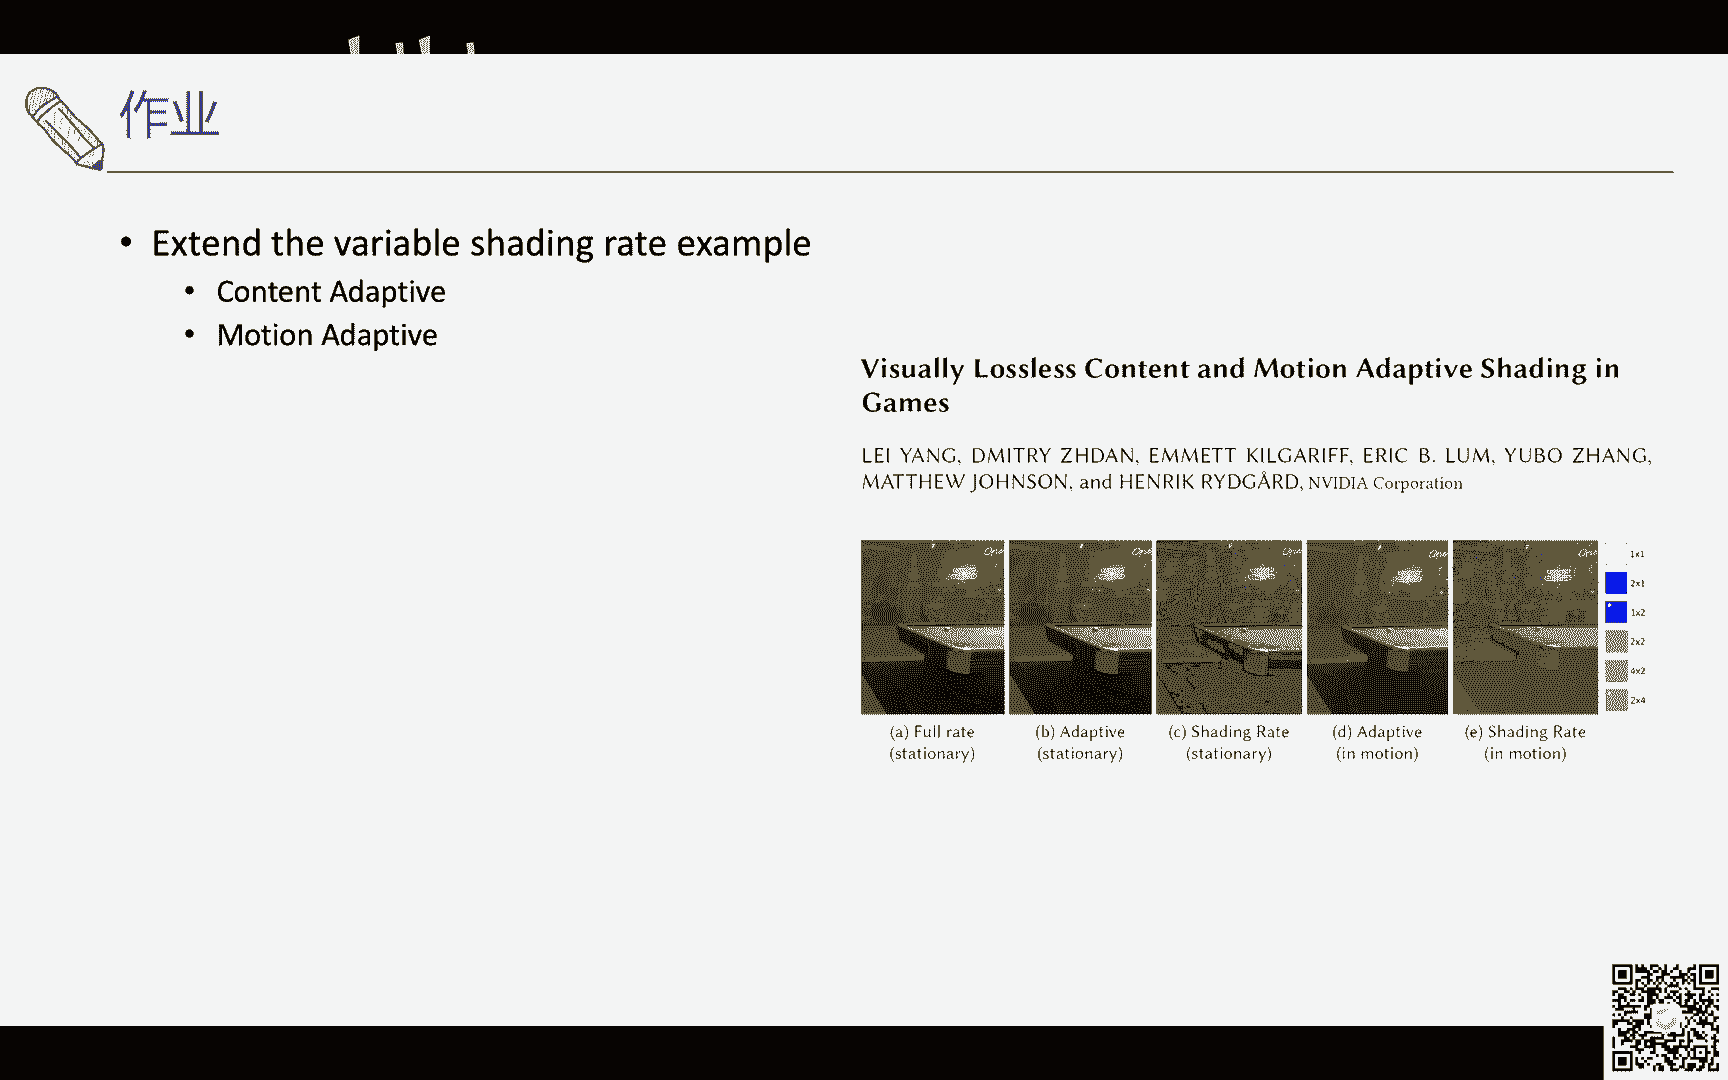 作业
• Extend the variable shading rate example
• Content Adaptive
• Motion Adaptive
Visually Lossless Content and Motion Adaptive Shading in
Games
LEI YANG, DMITRY ZHDAN, EMMETT KILGARIFF, ERIC B. LUM, YUBO ZHANG,
MATTHEW JOHNSON, and HENRIK RYDGÅRD, NVIDIA Corporation
1x1
2x1
1x2
2x2
4x2
2x4
(a) Full rate
(stationary)
(b) Adaptive
(stationary)
(c) Shading Rate
(stationary)
(d) Adaptive
(in motion)
(e) Shading Rate
(in motion)